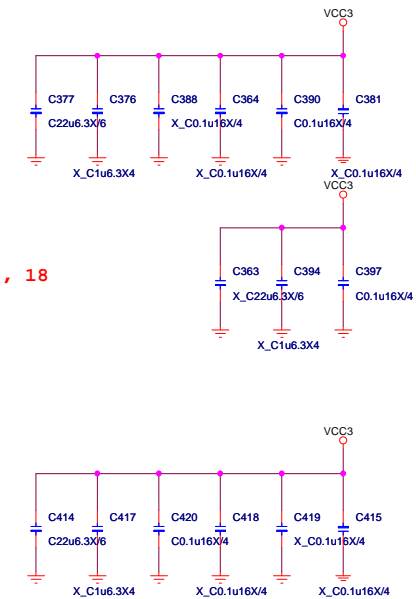 VCC3
C377 C376 C388 C364 C390 C381
C22u6.3X/6 X_C0.1u16X/4 C0.1u16X/4
X_C1u6.3X4 X_C0.1u16X/4 X_C0.1u16X/4
VCC3
, 18
C363 C394 C397
X_C22u6.3X/6 C0.1u16X/4
X_C1u6.3X4
VCC3
C414 C417 C420 C418 C419 C415
C22u6.3X/6 C0.1u16X/4 X_C0.1u16X/4
X_C1u6.3X4 X_C0.1u16X/4 X_C0.1u16X/4